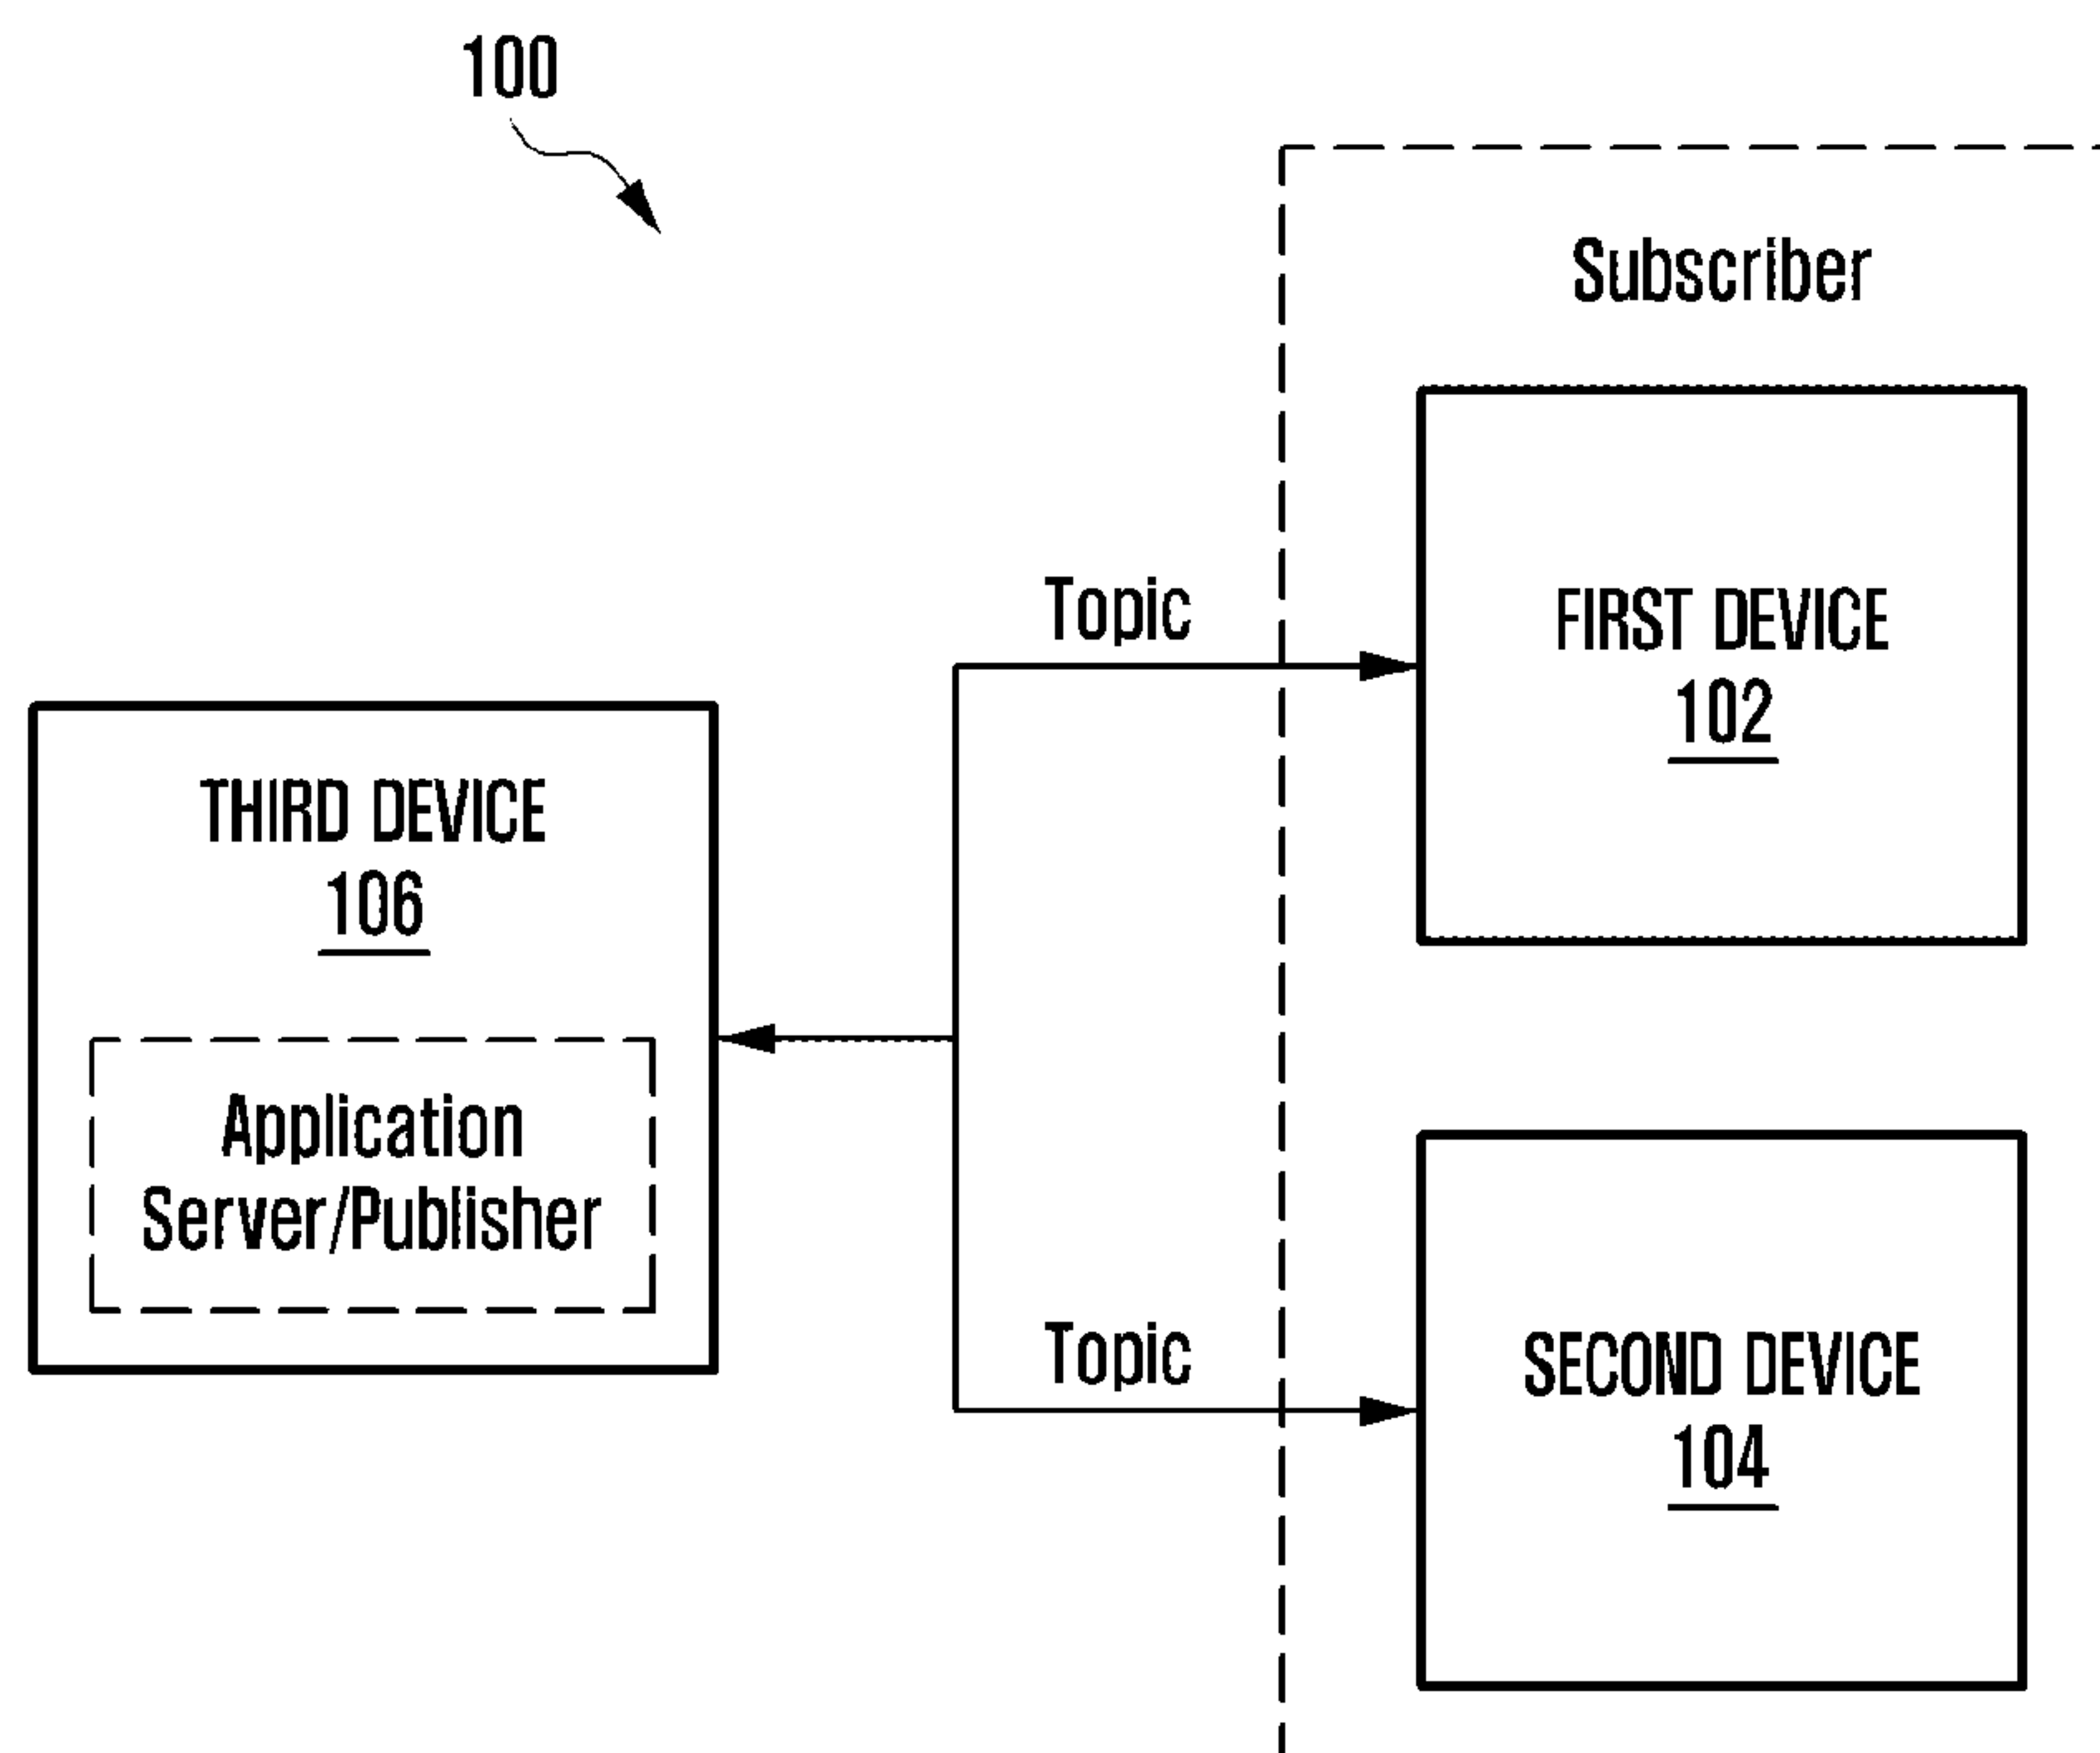 100
Subscriber
Topic
FIRST DEVICE
102
THIRD DEVICE
106
Application
Server/Publisher
Topic
SECOND DEVICE
104